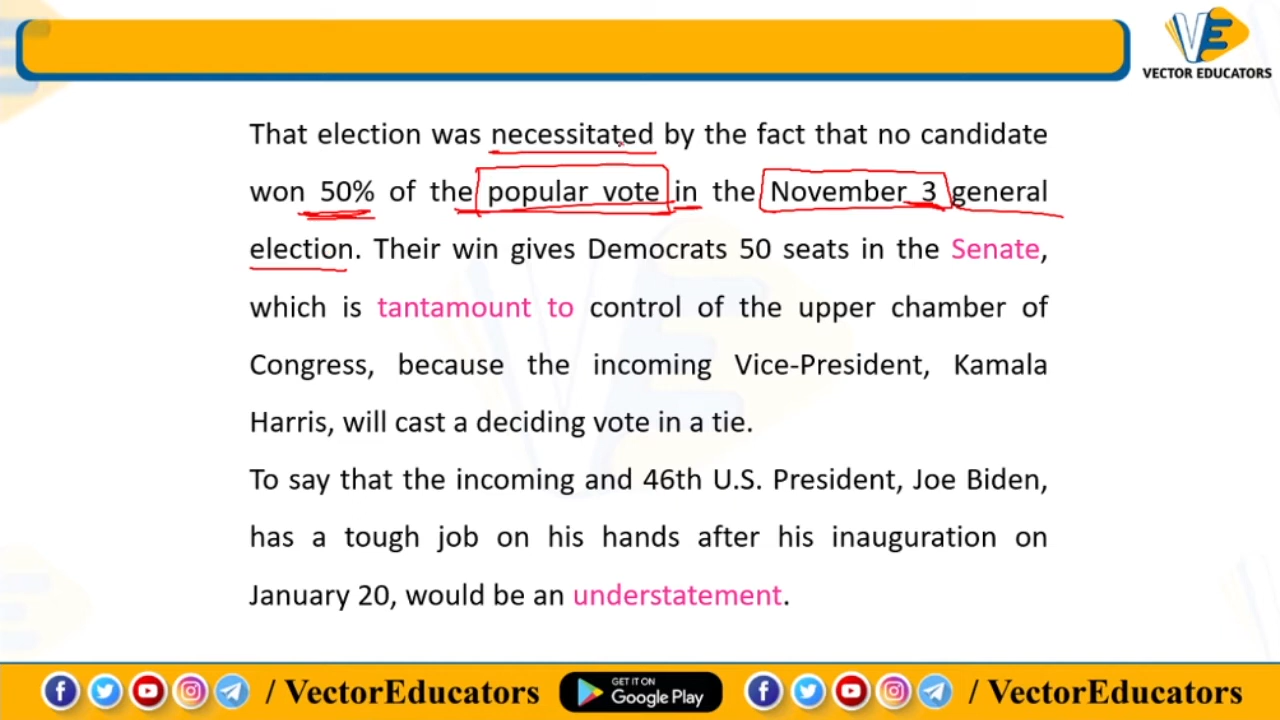 VECTOR EDUCATORS
That election was necessitated by the fact that no candidate
won 50% of the popular vote in the November 3 general
election. Their win gives Democrats 50 seats in the Senate,
which is tantamount to control of the upper chamber of
Congress, because the incoming Vice-President, Kamala
Harris, will cast a deciding vote in a tie.
To say that the incoming and 46th U.S. President, Joe Biden,
has a tough job on his hands after his inauguration on
January 20, would be an understatement.
/ VectorEducators
GET IT ON
Google Play
/ VectorEducators